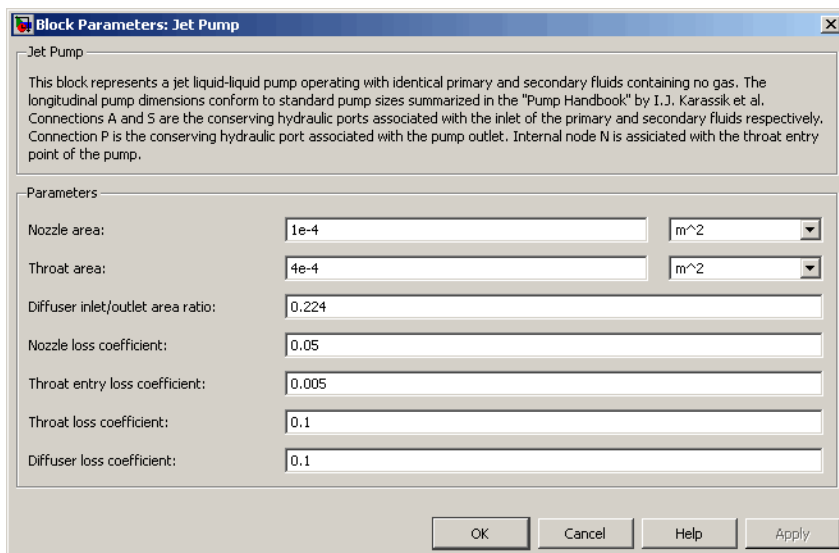 Block Parameters: Jet Pump
Jet Pump
This block represents a jet liquid-liquid pump operating with identical primary and secondary fluids containing no gas. The
longitudinal pump dimensions conform to standard pump sizes summarized in the "Pump Handbook" by I.J. Karassik et al.
Connections A and S are the conserving hydraulic ports associated with the inlet of the primary and secondary fluids respectively.
Connection P is the conserving hydraulic port associated with the pump outlet. Internal node N is assiciated with the throat entry
point of the pump.
Parameters
Nozzle area: 1e-4 m^2
Throat area: 4e-4 m^2
Diffuser inlet/outlet area ratio: 0.224
Nozzle loss coefficient: 0.05
Throat entry loss coefficient: 0.005
Throat loss coefficient: 0.1
Diffuser loss coefficient: 0.1
OK Cancel Help Apply